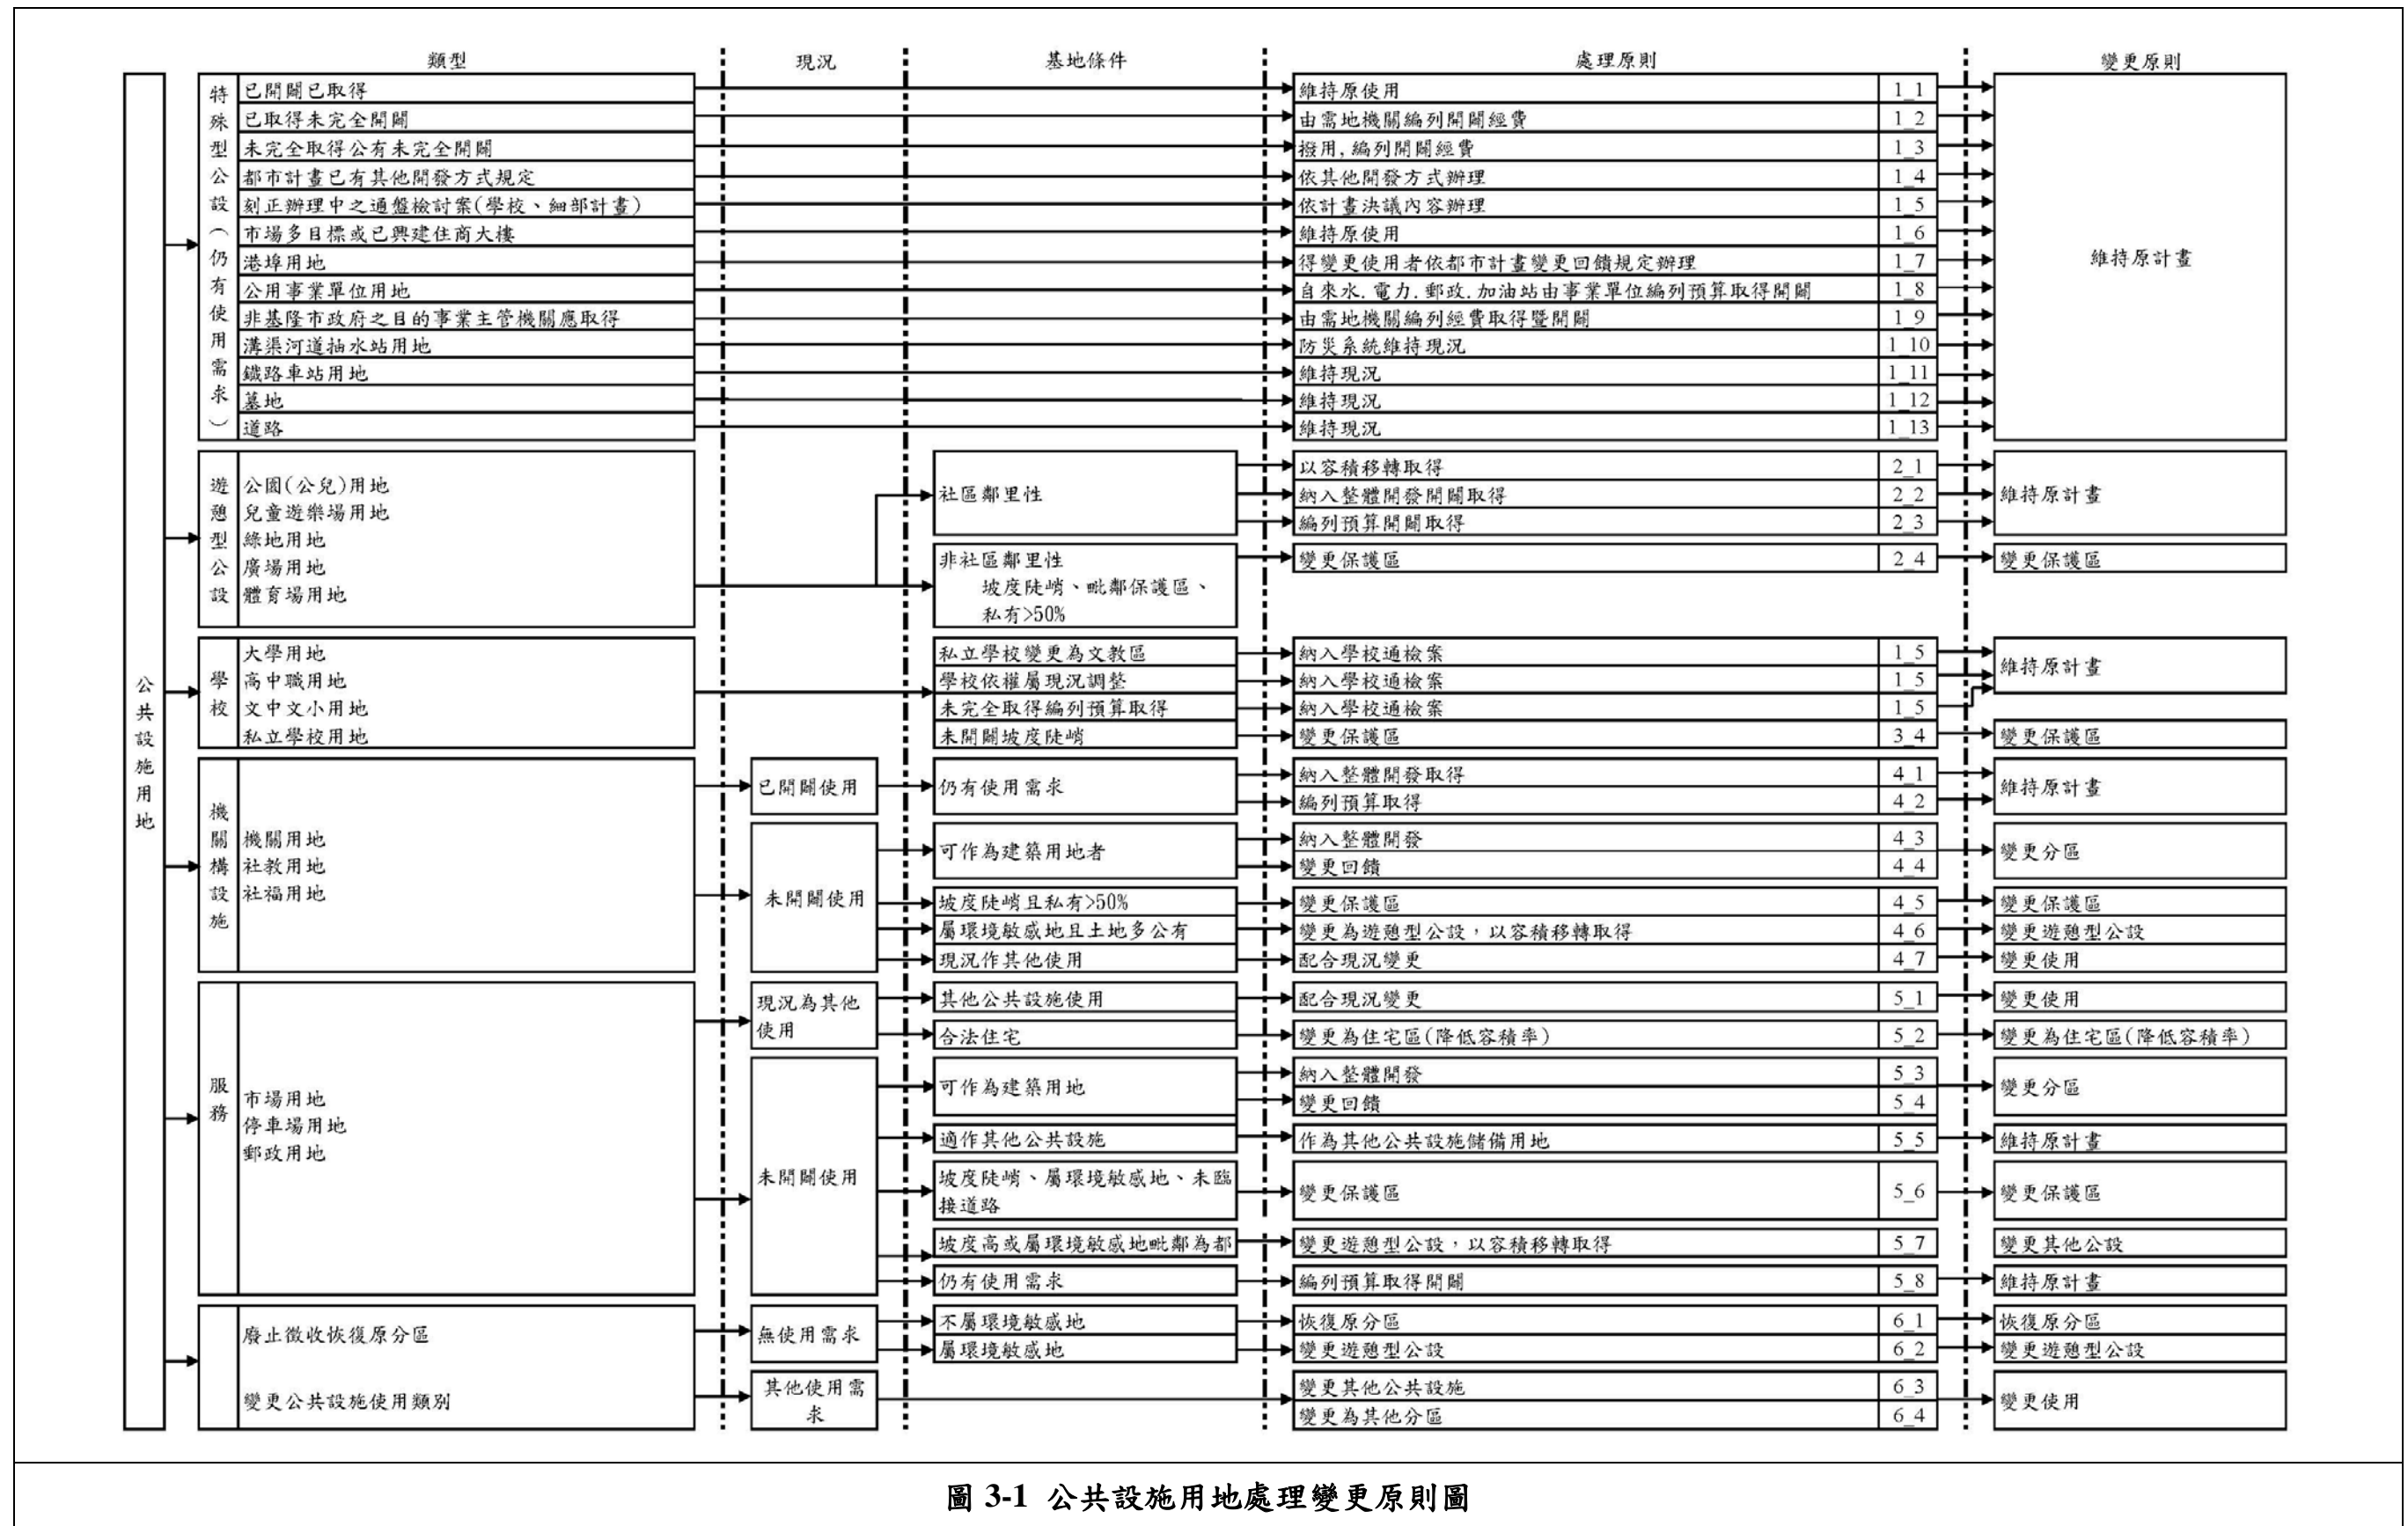 類型 現況 基地條件 處理原則 變更原則
公共設施用地
特殊型公設(仍有使用需求)
已開闢已取得 維持原使用 1_1
已取得未完全開闢 由需地機關編列開闢經費 1_2
未完全取得公有未完全開闢 撥用,編列開闢經費 1_3
都市計畫已有其他開發方式規定 依其他開發方式辦理 1_4
刻正辦理中之通盤檢討案(學校、細部計畫) 依計畫決議內容辦理 1_5
市場多目標或已興建住商大樓 維持原使用 1_6
港埠用地 得變更使用者依都市計畫變更回饋規定辦理 1_7
公用事業單位用地 自來水.電力.郵政.加油站由事業單位編列預算取得開闢 1_8
非基隆市政府之目的事業主管機關應取得 由需地機關編列經費取得暨開闢 1_9
溝渠河道抽水站用地 防災系統維持現況 1_10
鐵路車站用地 維持現況 1_11
墓地 維持現況 1_12
道路 維持現況 1_13
維持原計畫
遊憩型公設
公園(公兒)用地
兒童遊樂場用地
綠地用地
廣場用地
體育場用地
社區鄰里性
以容積移轉取得 2_1
納入整體開發開闢取得 2_2
編列預算開闢取得 2_3
維持原計畫
非社區鄰里性
坡度陡峭、毗鄰保護區、
私有>50%
變更保護區 2_4 變更保護區
學校
大學用地
高中職用地
文中文小用地
私立學校用地
私立學校變更為文教區 納入學校通檢案 1_5
學校依權屬現況調整 納入學校通檢案 1_5
未完全取得編列預算取得 納入學校通檢案 1_5
維持原計畫
未開闢坡度陡峭 變更保護區 3_4 變更保護區
機關構設施
機關用地
社教用地
社福用地
已開闢使用 仍有使用需求
納入整體開發取得 4_1
編列預算取得 4_2
維持原計畫
未開闢使用
可作為建築用地者
納入整體開發 4_3
變更回饋 4_4
變更分區
坡度陡峭且私有>50% 變更保護區 4_5 變更保護區
屬環境敏感地且土地多公有 變更為遊憩型公設,以容積移轉取得 4_6 變更遊憩型公設
現況作其他使用 配合現況變更 4_7 變更使用
服務
市場用地
停車場用地
郵政用地
現況為其他
使用
其他公共設施使用 配合現況變更 5_1 變更使用
合法住宅 變更為住宅區(降低容積率) 5_2 變更為住宅區(降低容積率)
未開闢使用
可作為建築用地
納入整體開發 5_3
變更回饋 5_4
變更分區
適作其他公共設施 作為其他公共設施儲備用地 5_5 維持原計畫
坡度陡峭、屬環境敏感地、未臨
接道路
變更保護區 5_6 變更保護區
坡度高或屬環境敏感地毗鄰為都 變更遊憩型公設,以容積移轉取得 5_7 變更其他公設
仍有使用需求 編列預算取得開闢 5_8 維持原計畫
廢止徵收恢復原分區 無使用需求
不屬環境敏感地 恢復原分區 6_1 恢復原分區
屬環境敏感地 變更遊憩型公設 6_2 變更遊憩型公設
變更公共設施使用類別
其他使用需
求
變更其他公共設施 6_3
變更為其他分區 6_4
變更使用
圖 3-1 公共設施用地處理變更原則圖